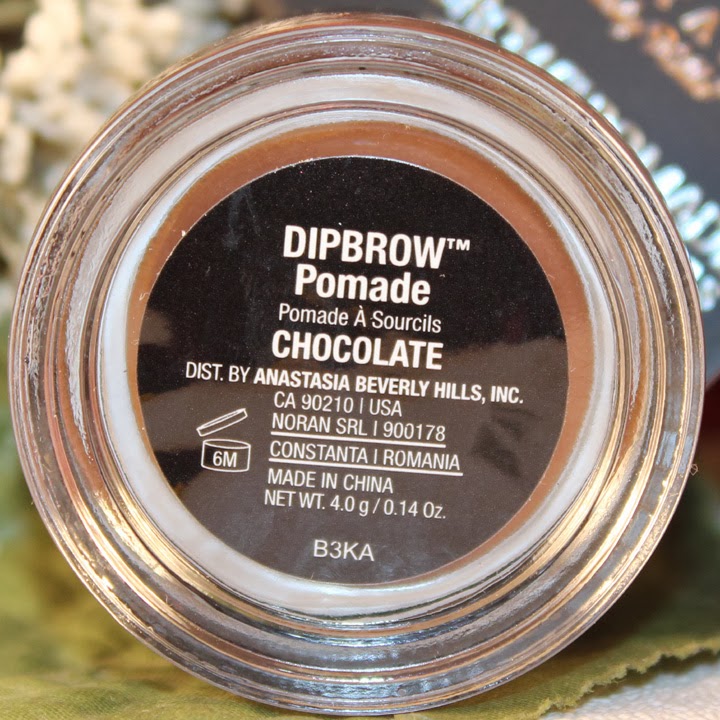 DIPBROW™
Pomade
Pomade À Sourcils
CHOCOLATE
DIST. BY ANASTASIA BEVERLY HILLS, INC.
CA 90210 | USA
NORAN SRL | 900178
CONSTANTA | ROMANIA
6M
MADE IN CHINA
NET WT. 4.0 g / 0.14 Oz.
B3KA